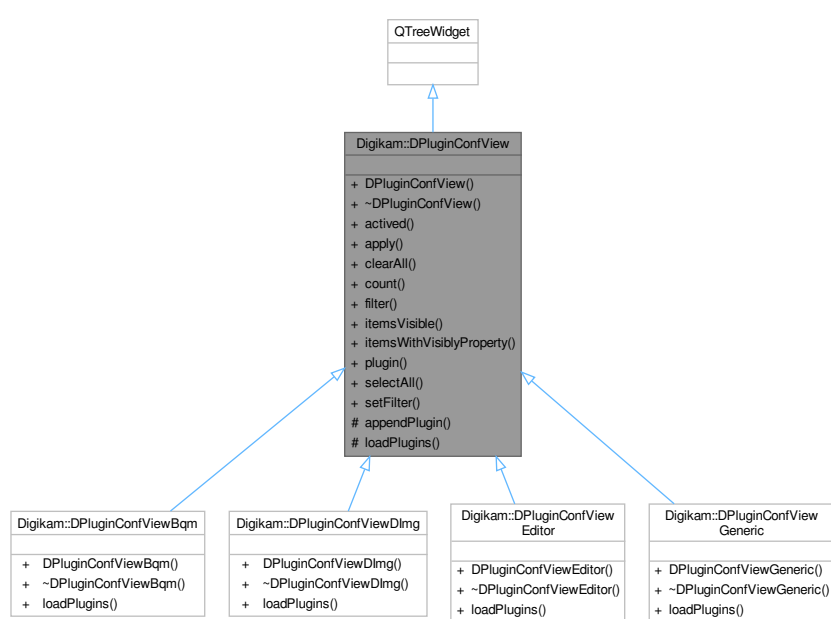 QTreeWidget
Digikam::DPluginConfView
+ DPluginConfView()
+ ~DPluginConfView()
+ actived()
+ apply()
+ clearAll()
+ count()
+ filter()
+ itemsVisible()
+ itemsWithVisiblyProperty()
+ plugin()
+ selectAll()
+ setFilter()
# appendPlugin()
# loadPlugins()
Digikam::DPluginConfViewBqm
+ DPluginConfViewBqm()
+ ~DPluginConfViewBqm()
+ loadPlugins()
Digikam::DPluginConfViewDImg
+ DPluginConfViewDImg()
+ ~DPluginConfViewDImg()
+ loadPlugins()
Digikam::DPluginConfView
Editor
+ DPluginConfViewEditor()
+ ~DPluginConfViewEditor()
+ loadPlugins()
Digikam::DPluginConfView
Generic
+ DPluginConfViewGeneric()
+ ~DPluginConfViewGeneric()
+ loadPlugins()